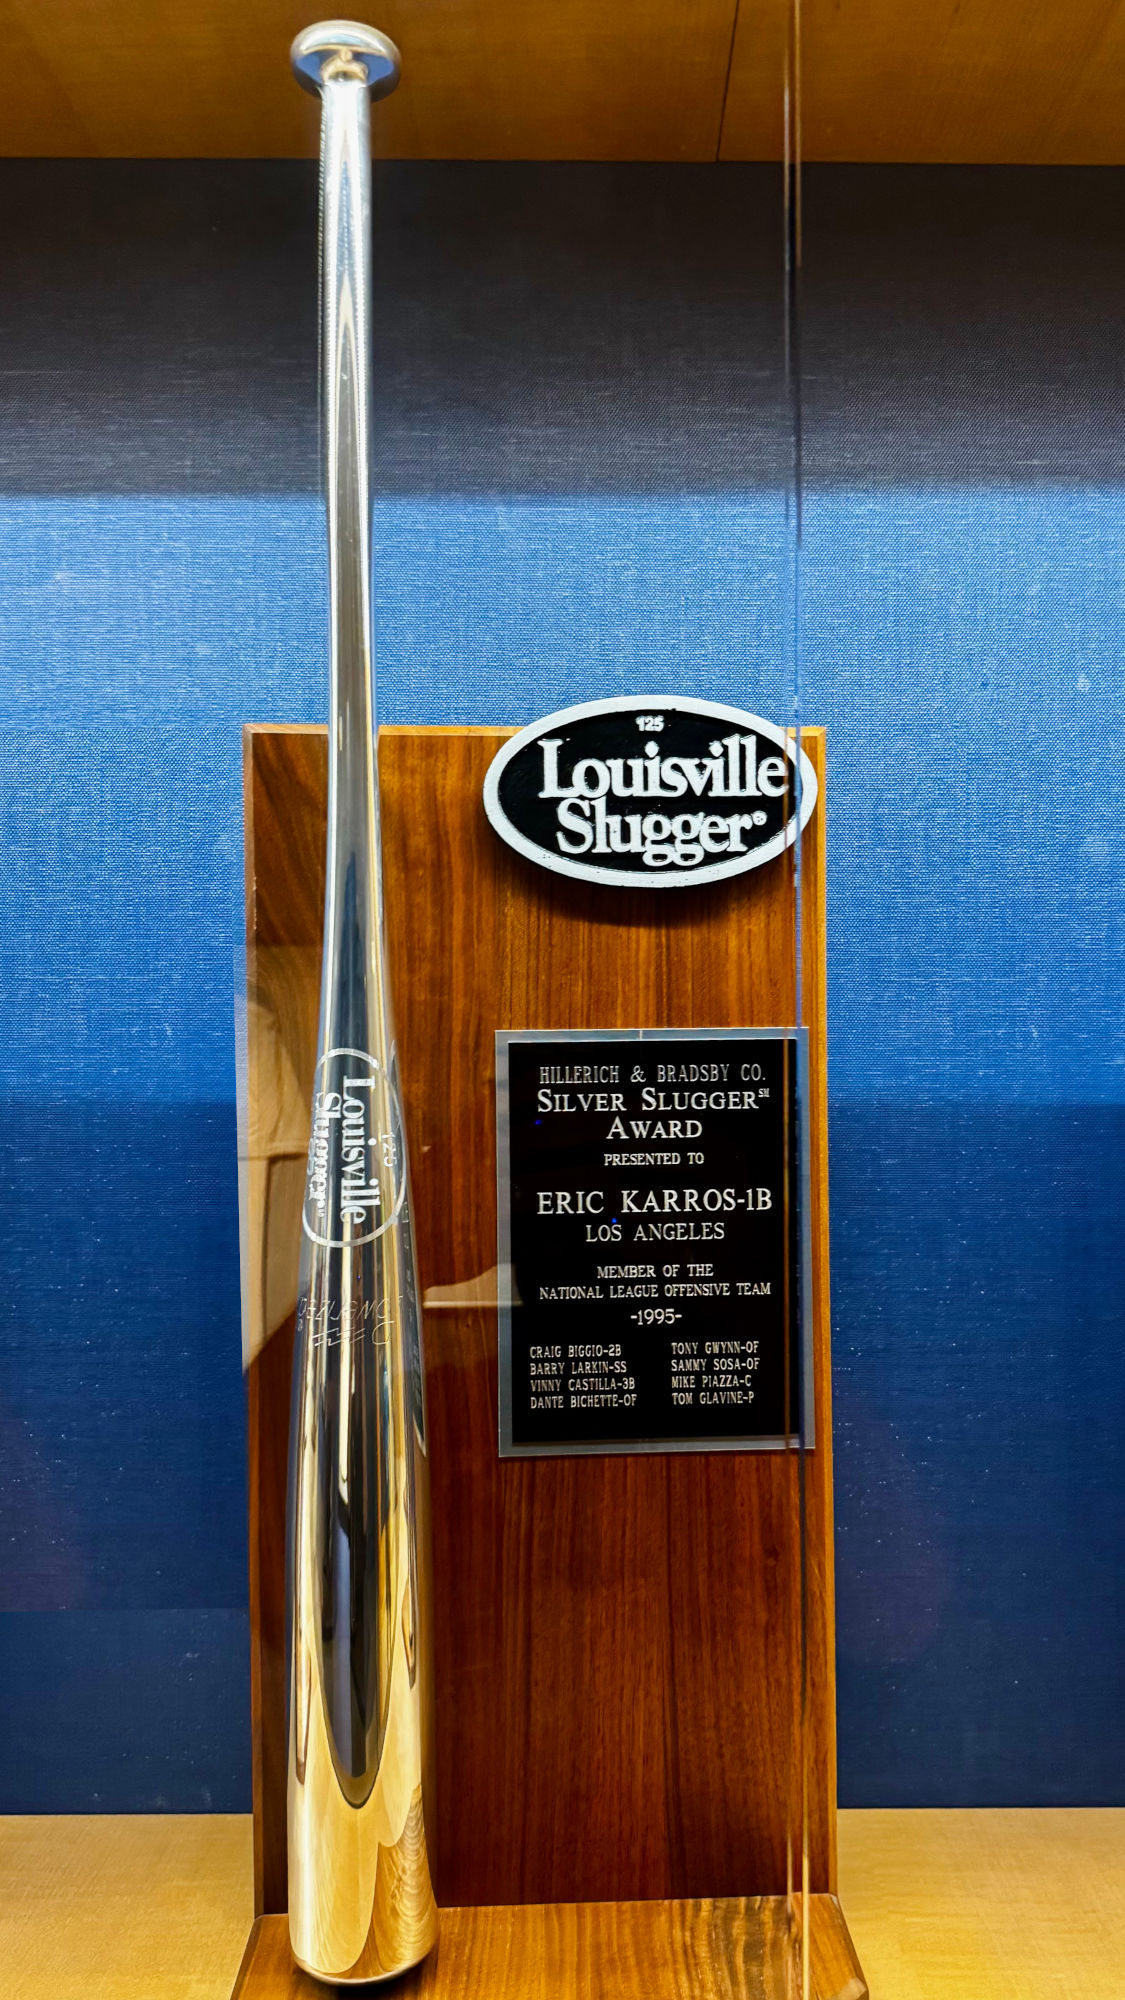 125
Louisville
Slugger®
HILLERICH & BRADSBY CO.
SILVER SLUGGER℠
AWARD
PRESENTED TO
ERIC KARROS-1B
LOS ANGELES
MEMBER OF THE
NATIONAL LEAGUE OFFENSIVE TEAM
-1995-
CRAIG BIGGIO-2B
BARRY LARKIN-SS
VINNY CASTILLA-3B
DANTE BICHETTE-OF
TONY GWYNN-OF
SAMMY SOSA-OF
MIKE PIAZZA-C
TOM GLAVINE-P
125
Louisville
Slugger